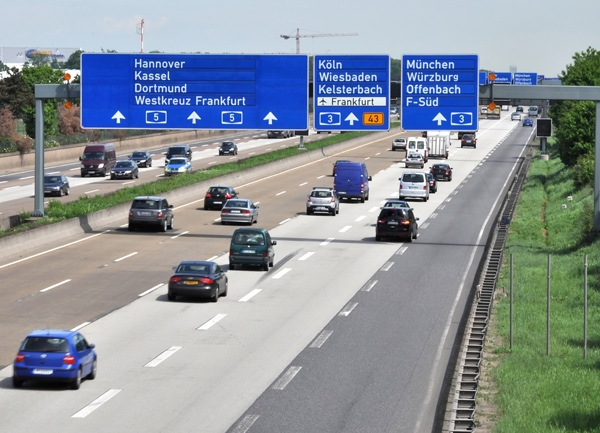 Hannover
Kassel
Dortmund
Westkreuz Frankfurt
5
5
Köln
Wiesbaden
Kelsterbach
Frankfurt
3
43
München
Würzburg
Offenbach
F-Süd
3